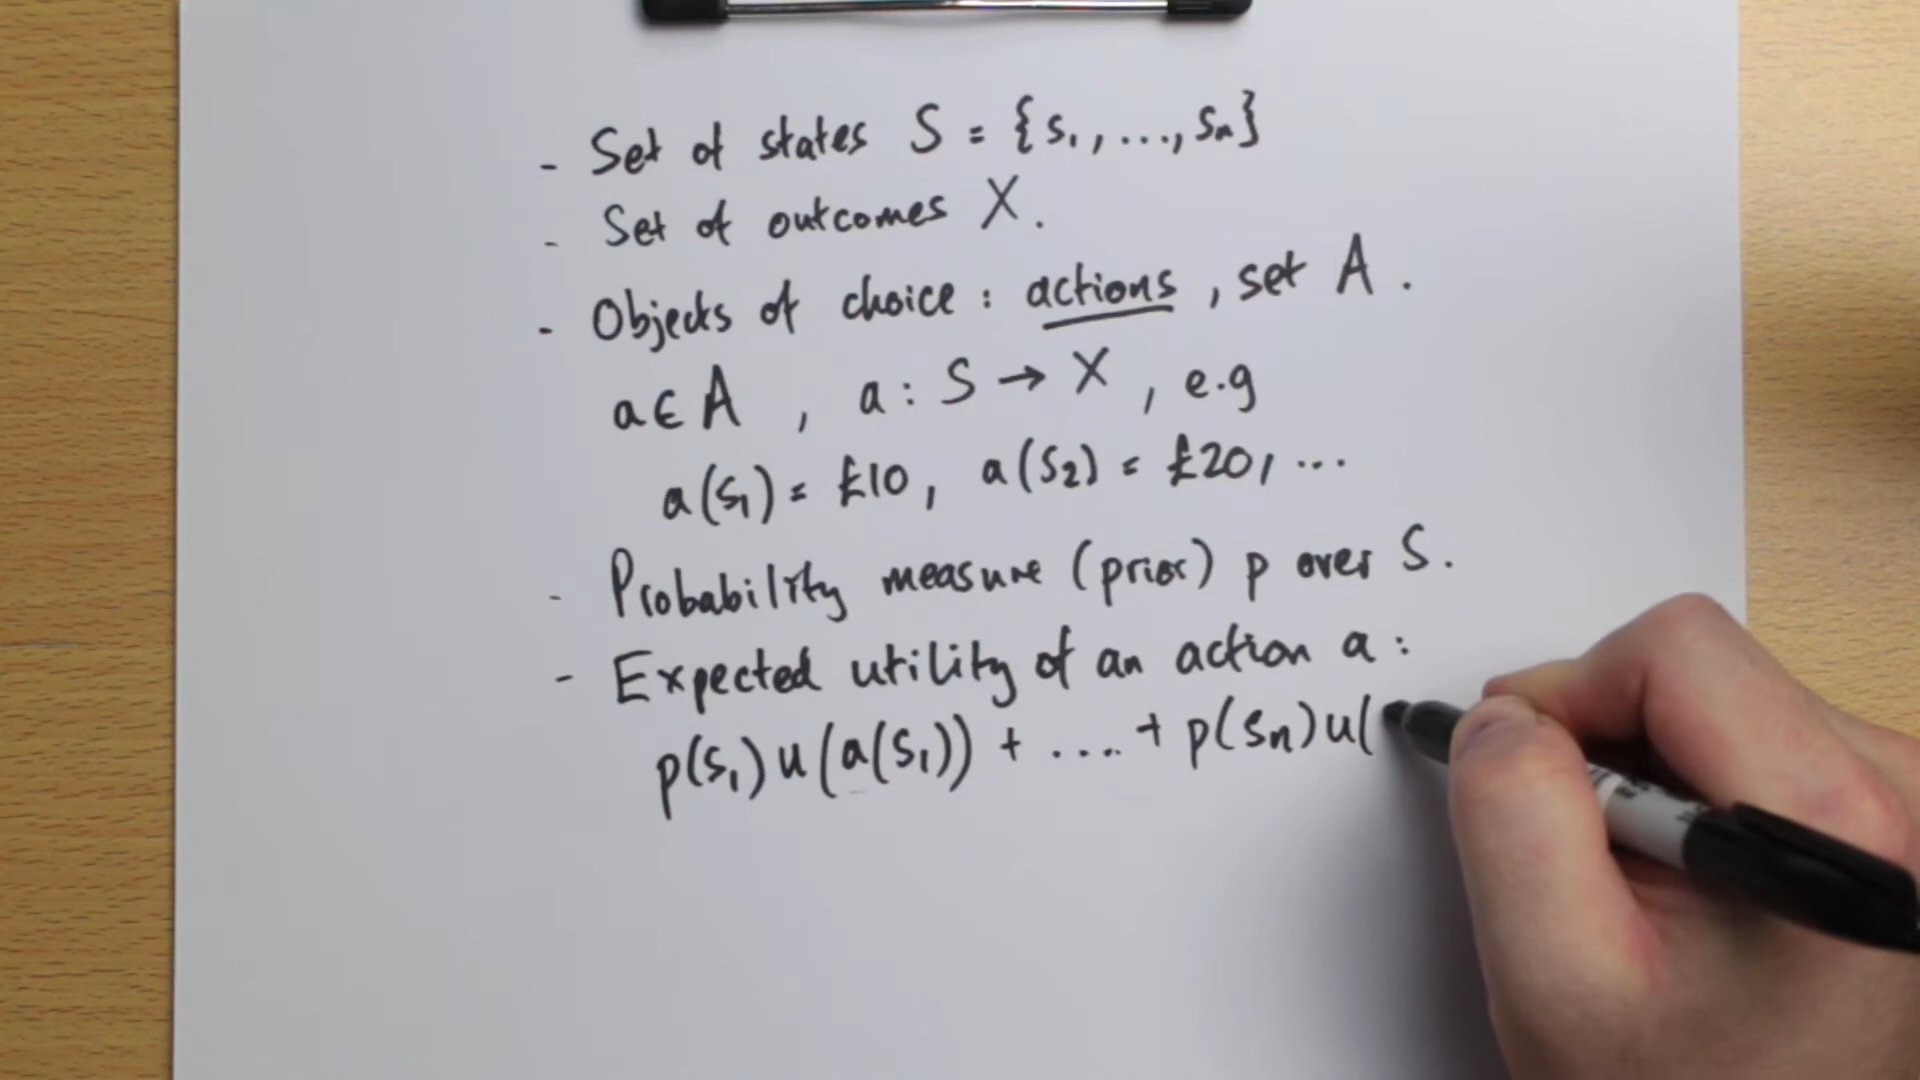 - Set of states S = {s₁, ..., sₙ}
- Set of outcomes X.
- Objects of choice : actions, set A.
a ∈ A , a : S → X , e.g
a(s₁) = £10, a(s₂) = £20, ...
- Probability measure (prior) p over S.
- Expected utility of an action a :
p(s₁) u(a(s₁)) + .... + p(sₙ) u(